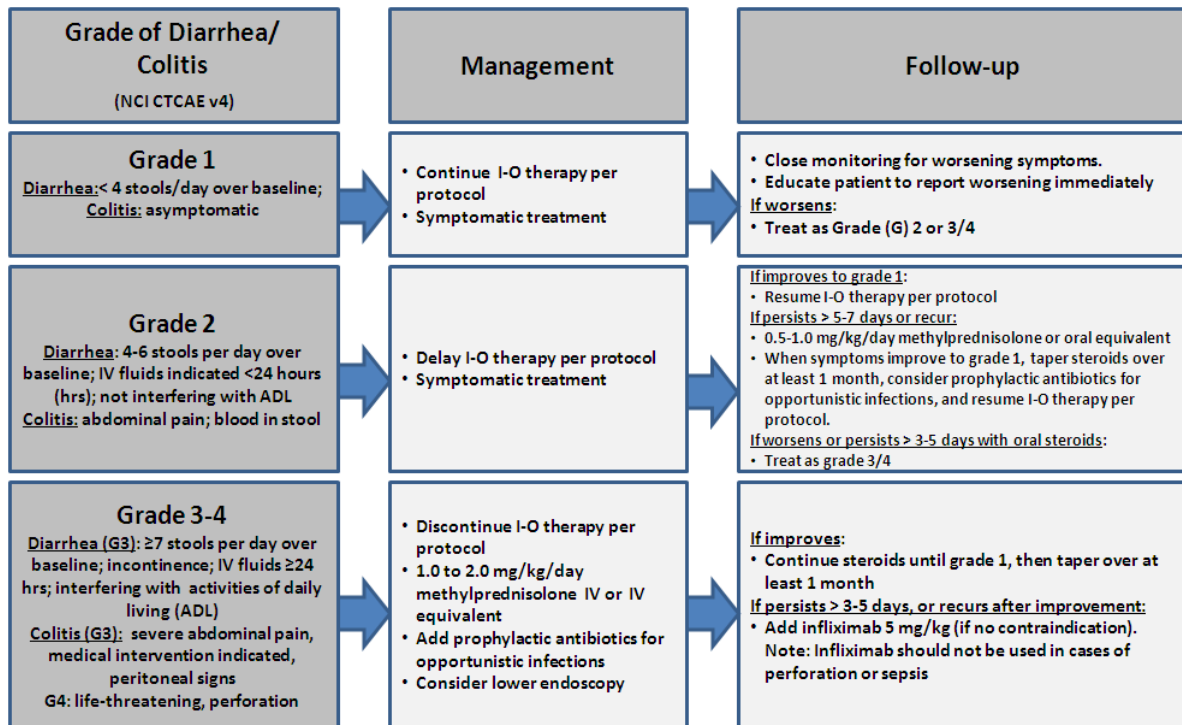 Grade of Diarrhea/
Colitis
(NCI CTCAE v4)
Management
Follow-up
Grade 1
Diarrhea:< 4 stools/day over baseline;
Colitis: asymptomatic
• Continue I-O therapy per
protocol
• Symptomatic treatment
• Close monitoring for worsening symptoms.
• Educate patient to report worsening immediately
If worsens:
• Treat as Grade (G) 2 or 3/4
Grade 2
Diarrhea: 4-6 stools per day over
baseline; IV fluids indicated <24 hours
(hrs); not interfering with ADL
Colitis: abdominal pain; blood in stool
• Delay I-O therapy per protocol
• Symptomatic treatment
If improves to grade 1:
• Resume I-O therapy per protocol
If persists > 5-7 days or recur:
• 0.5-1.0 mg/kg/day methylprednisolone or oral equivalent
• When symptoms improve to grade 1, taper steroids over
at least 1 month, consider prophylactic antibiotics for
opportunistic infections, and resume I-O therapy per
protocol.
If worsens or persists > 3-5 days with oral steroids:
• Treat as grade 3/4
Grade 3-4
Diarrhea (G3): ≥7 stools per day over
baseline; incontinence; IV fluids ≥24
hrs; interfering with activities of daily
living (ADL)
Colitis (G3): severe abdominal pain,
medical intervention indicated,
peritoneal signs
G4: life-threatening, perforation
• Discontinue I-O therapy per
protocol
• 1.0 to 2.0 mg/kg/day
methylprednisolone IV or IV
equivalent
• Add prophylactic antibiotics for
opportunistic infections
• Consider lower endoscopy
If improves:
• Continue steroids until grade 1, then taper over at
least 1 month
If persists > 3-5 days, or recurs after improvement:
• Add infliximab 5 mg/kg (if no contraindication).
Note: Infliximab should not be used in cases of
perforation or sepsis